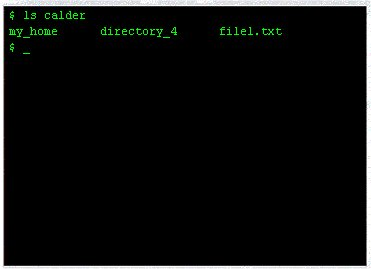 $ ls calder
my_home directory_4 file1.txt
$ _